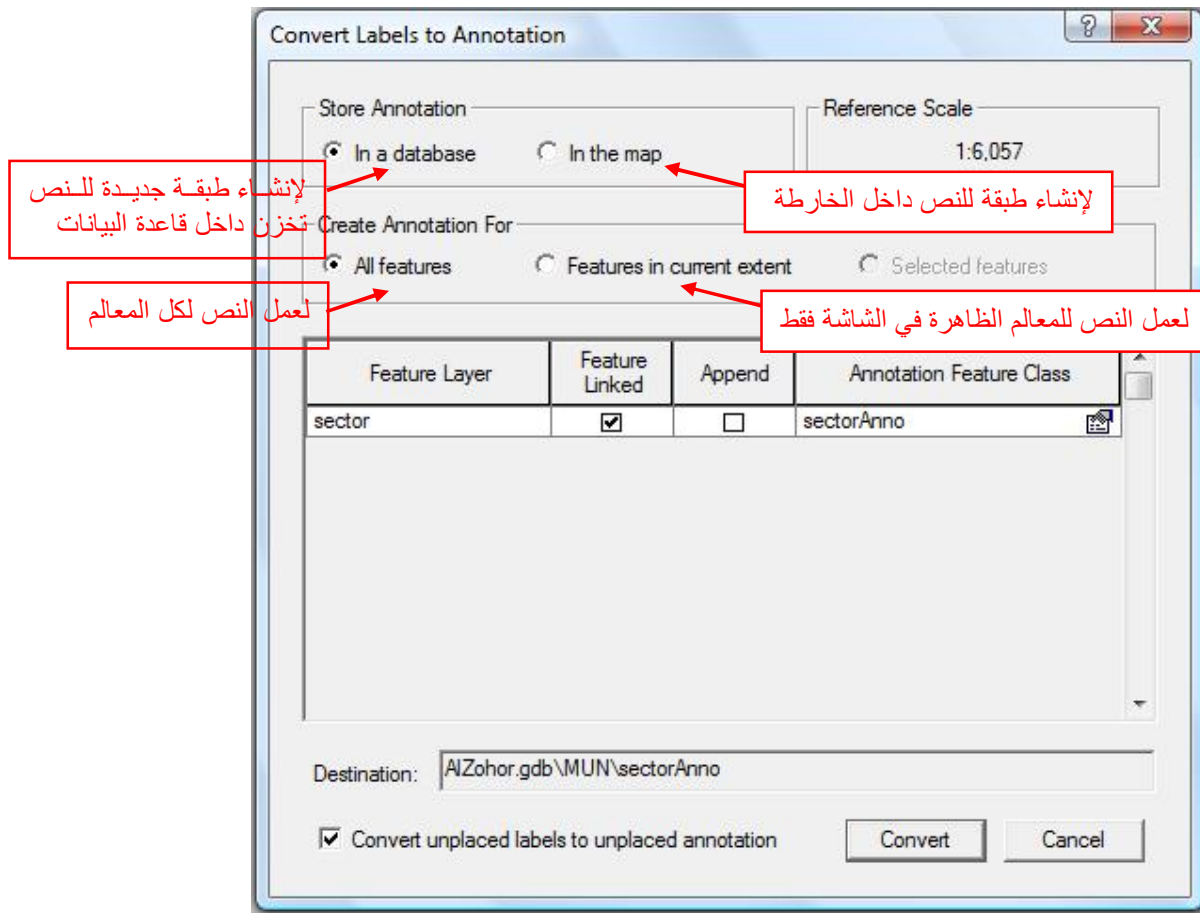 Convert Labels to Annotation
Store Annotation
In a database
In the map
Reference Scale
1:6,057
لإنشاء طبقة جديدة للنص
تخزن داخل قاعدة البيانات
لإنشاء طبقة للنص داخل الخارطة
Create Annotation For
All features
Features in current extent
Selected features
لعمل النص لكل المعالم
لعمل النص للمعالم الظاهرة في الشاشة فقط
Feature Layer
Feature
Linked
Append
Annotation Feature Class
sector
sectorAnno
Destination:
AlZohor.gdb\MUN\sectorAnno
Convert unplaced labels to unplaced annotation
Convert
Cancel